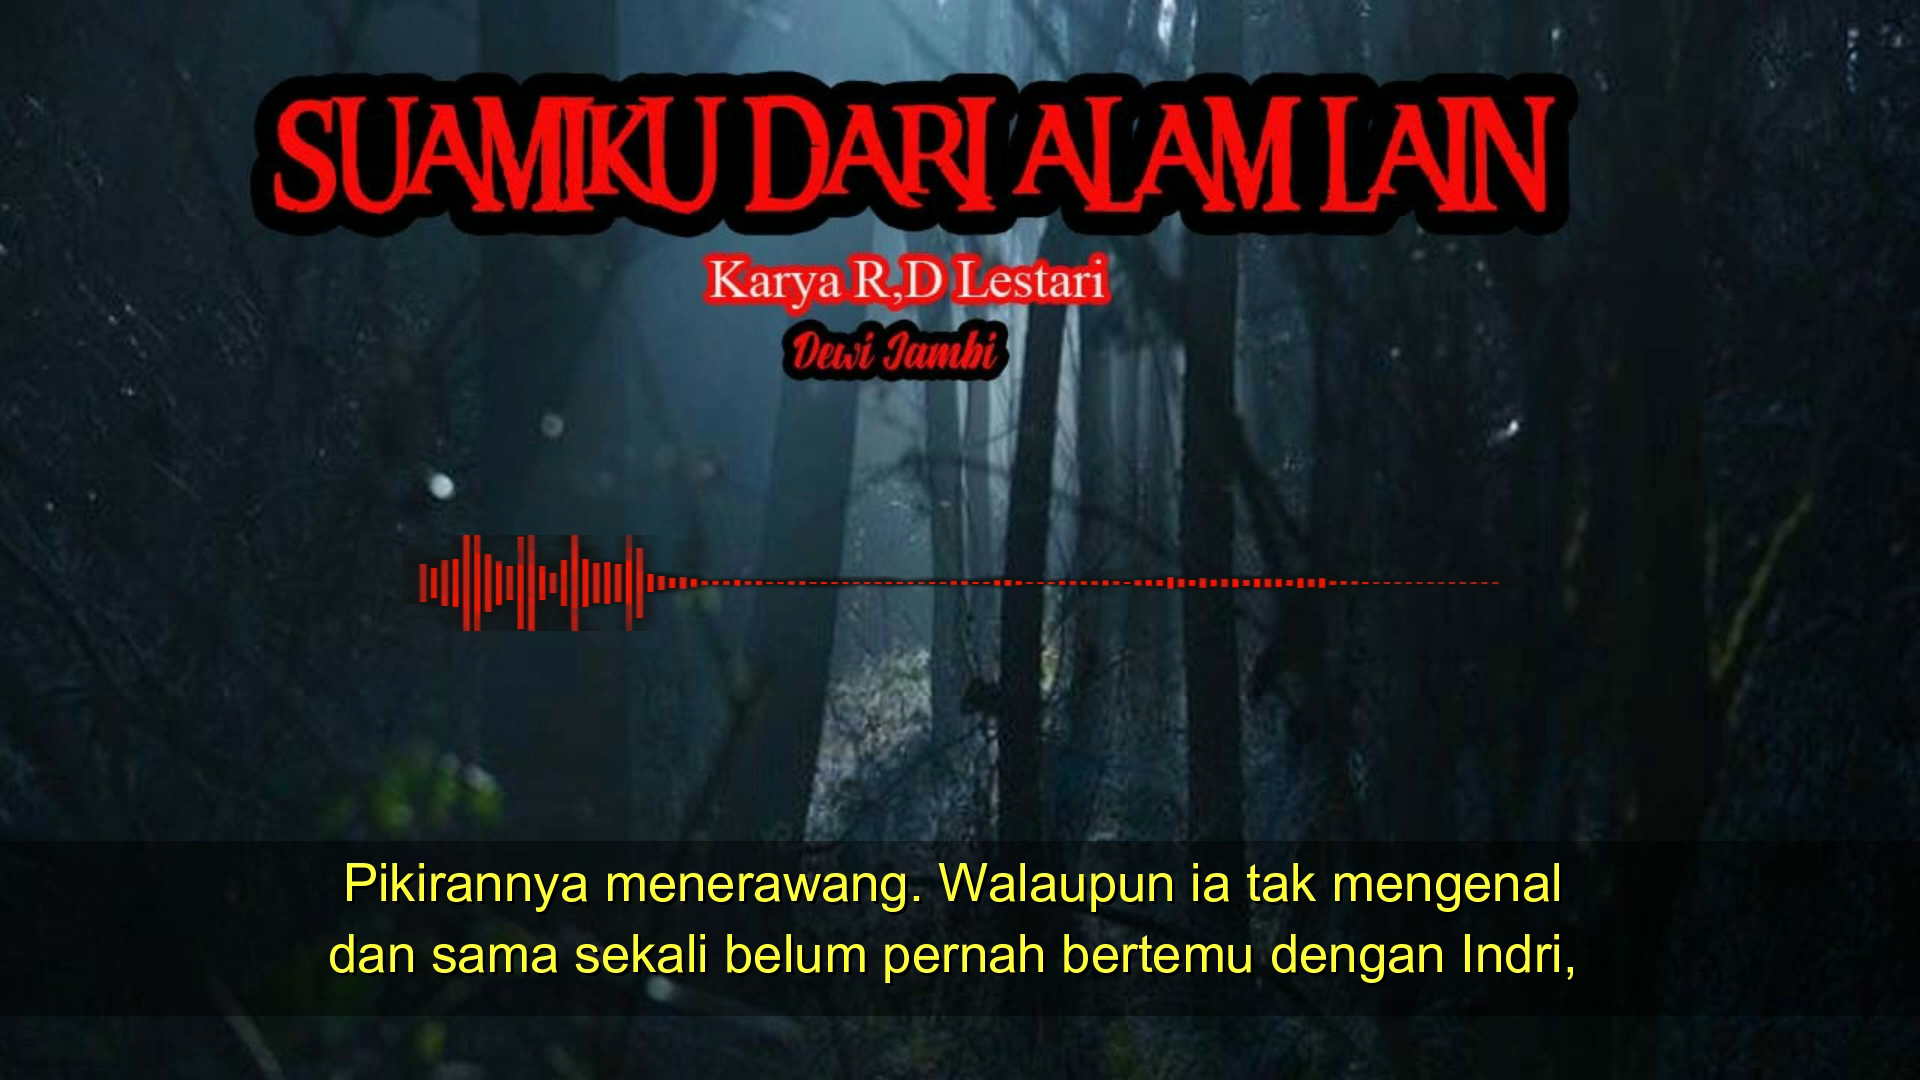 SUAMIKU DARI ALAM LAIN
Karya R,D Lestari
Dewi Jambi
Pikirannya menerawang. Walaupun ia tak mengenal
dan sama sekali belum pernah bertemu dengan Indri,